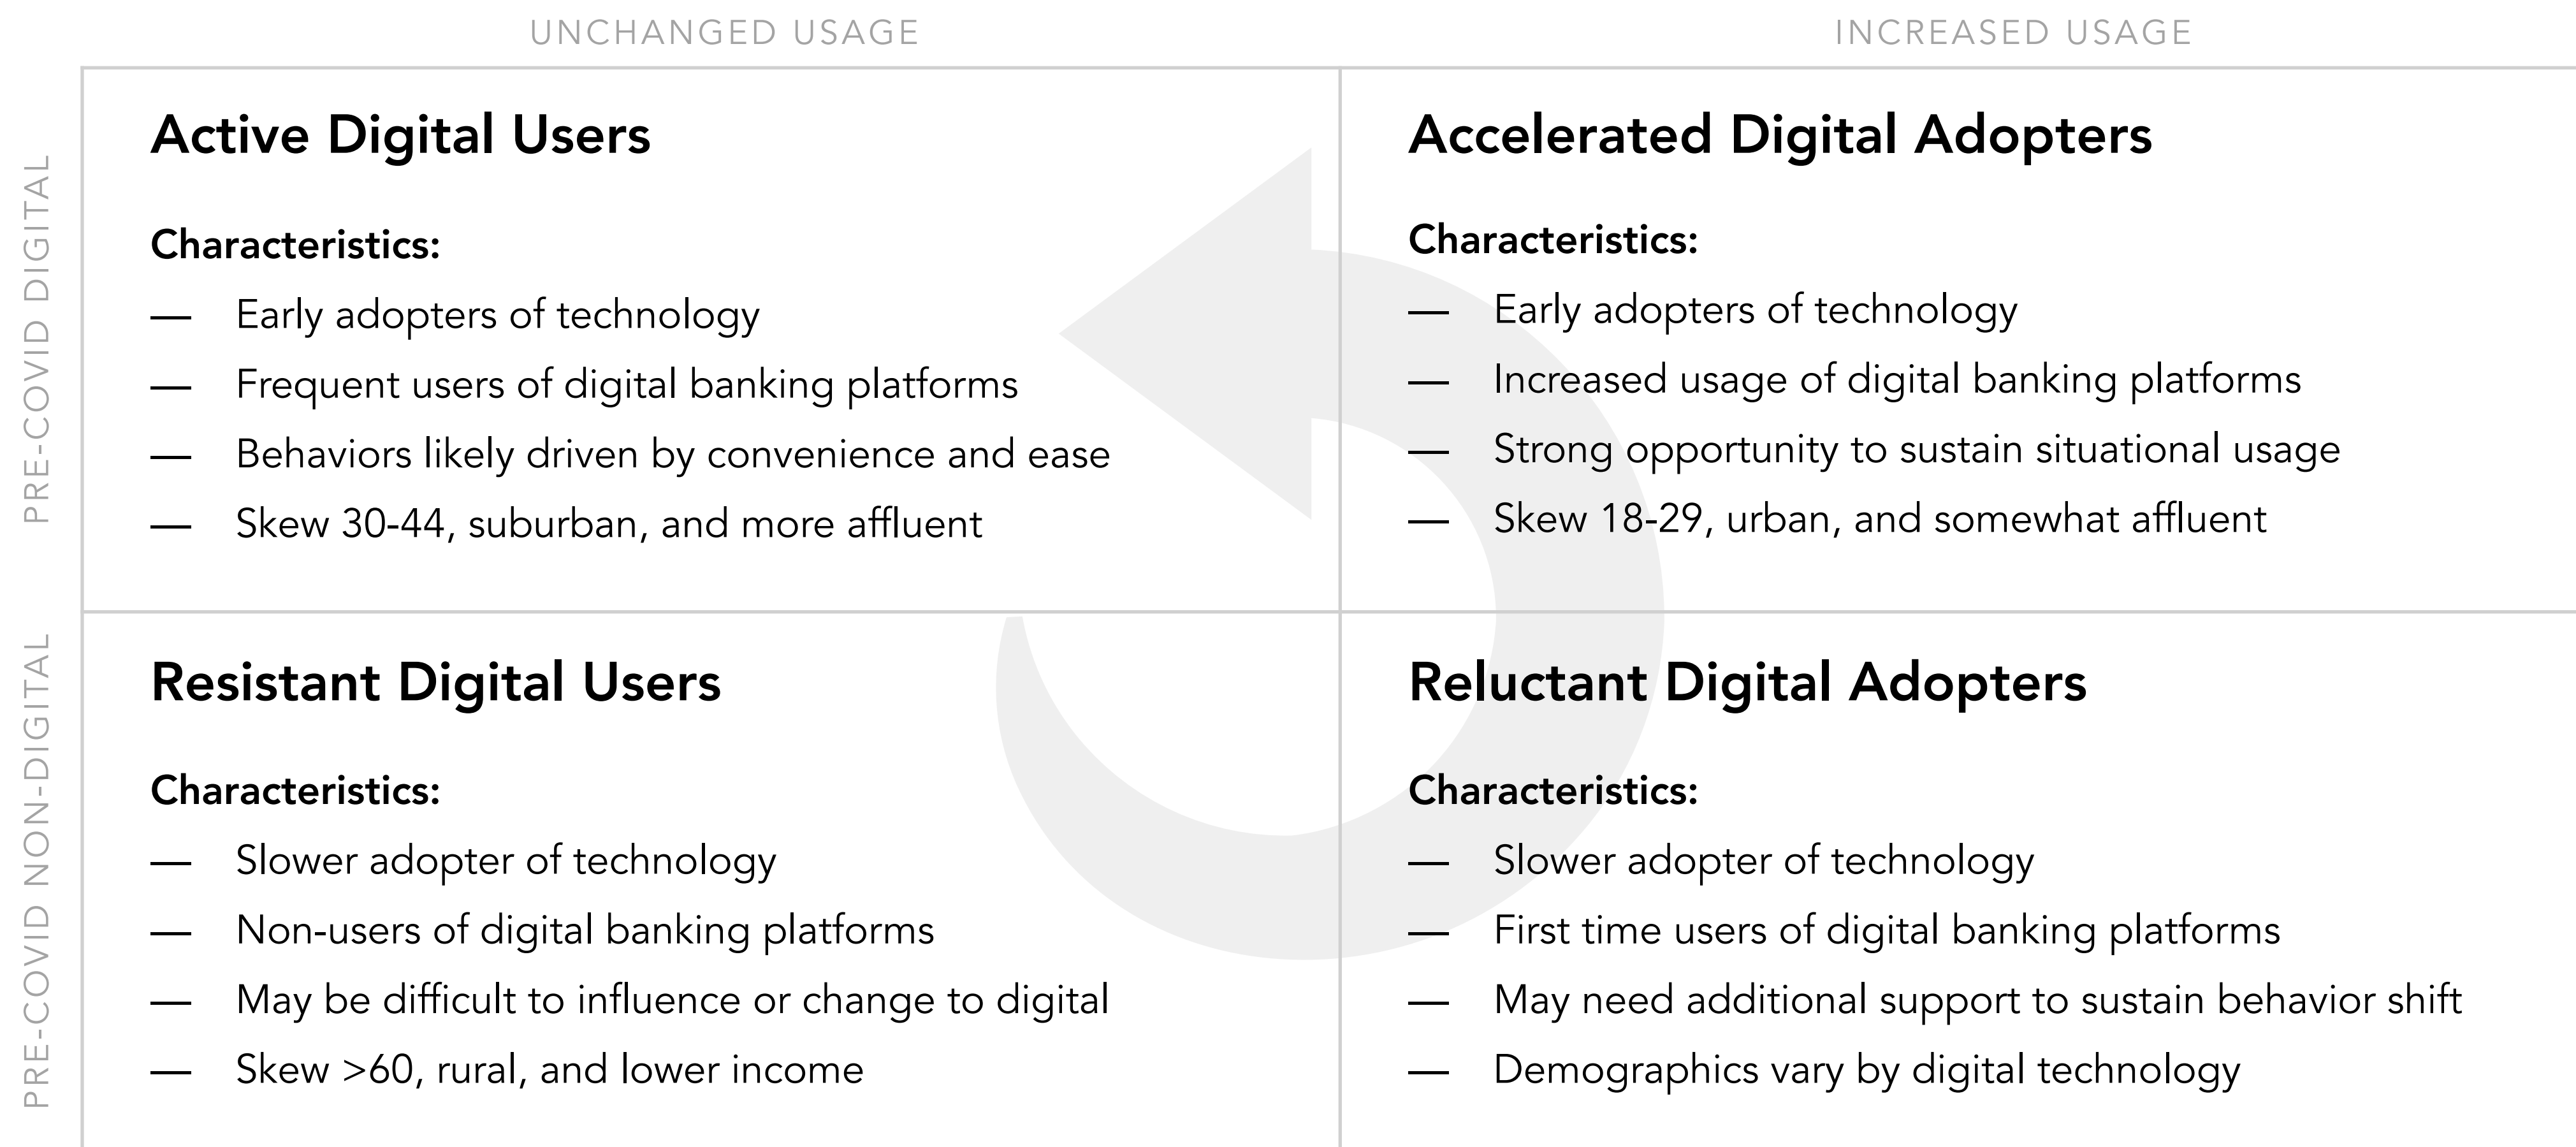 UNCHANGED USAGE
INCREASED USAGE
PRE-COVID DIGITAL
Active Digital Users
Characteristics:
— Early adopters of technology
— Frequent users of digital banking platforms
— Behaviors likely driven by convenience and ease
— Skew 30-44, suburban, and more affluent
Accelerated Digital Adopters
Characteristics:
— Early adopters of technology
— Increased usage of digital banking platforms
— Strong opportunity to sustain situational usage
— Skew 18-29, urban, and somewhat affluent
PRE-COVID NON-DIGITAL
Resistant Digital Users
Characteristics:
— Slower adopter of technology
— Non-users of digital banking platforms
— May be difficult to influence or change to digital
— Skew >60, rural, and lower income
Reluctant Digital Adopters
Characteristics:
— Slower adopter of technology
— First time users of digital banking platforms
— May need additional support to sustain behavior shift
— Demographics vary by digital technology